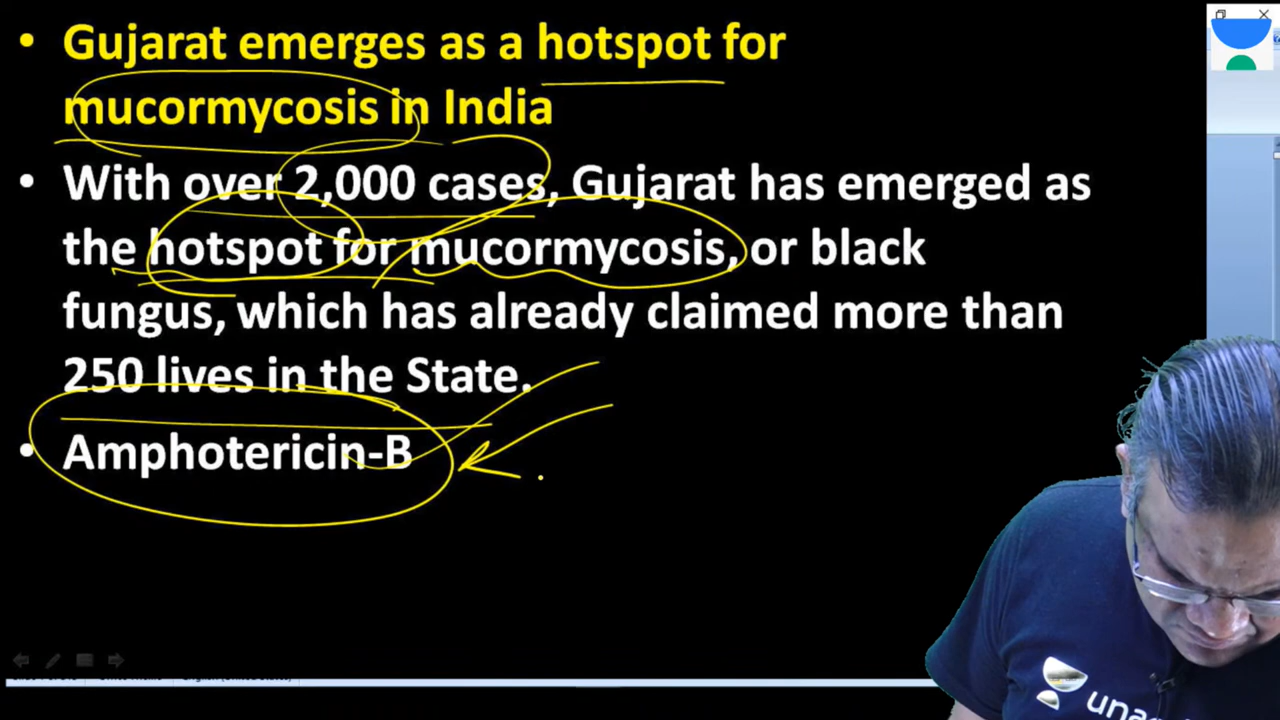 • Gujarat emerges as a hotspot for
mucormycosis in India
• With over 2,000 cases, Gujarat has emerged as
the hotspot for mucormycosis, or black
fungus, which has already claimed more than
250 lives in the State.
• Amphotericin-B